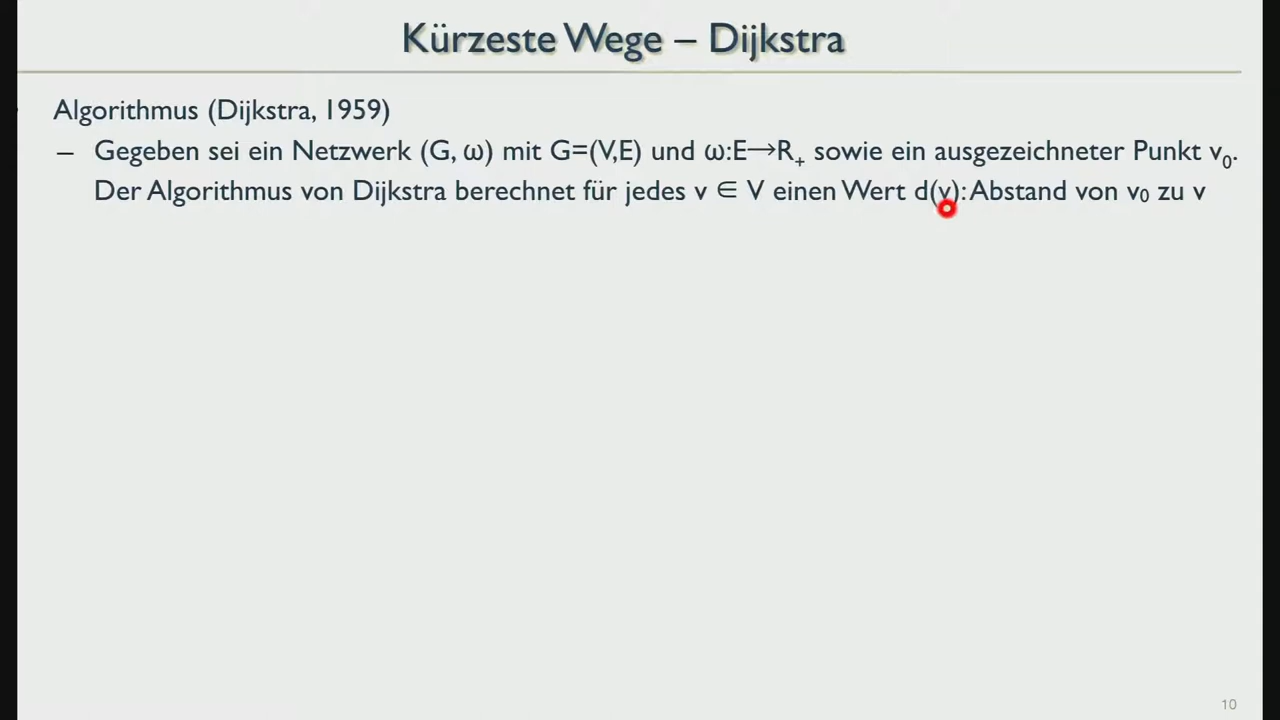 Kürzeste Wege – Dijkstra
Algorithmus (Dijkstra, 1959)
– Gegeben sei ein Netzwerk (G, ω) mit G=(V,E) und ω:E→R₊ sowie ein ausgezeichneter Punkt v₀.
Der Algorithmus von Dijkstra berechnet für jedes v ∈ V einen Wert d(v): Abstand von v₀ zu v
10